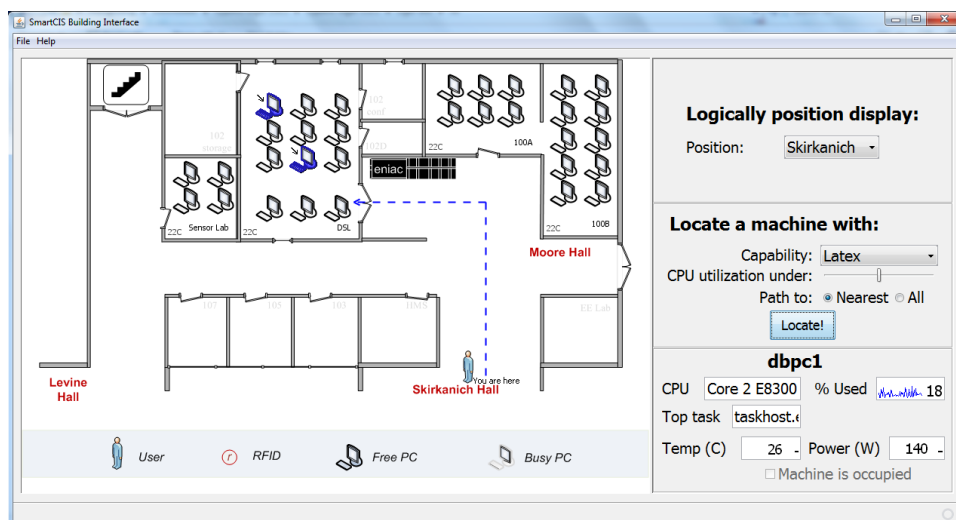 SmartCIS Building Interface
File Help
102
storage
102
conf
102D
22C
100A
eniac
Sensor Lab
22C
22C
DSL
22C
100B
Moore Hall
107
105
103
HMS
EE Lab
You are here
Levine
Hall
Skirkanich Hall
User
r
RFID
Free PC
Busy PC
Logically position display:
Position:
Skirkanich
Locate a machine with:
Capability:
Latex
CPU utilization under:
Path to:
Nearest
All
Locate!
dbpc1
CPU
Core 2 E8300
% Used
18
Top task
taskhost.e
Temp (C)
26
Power (W)
140
Machine is occupied